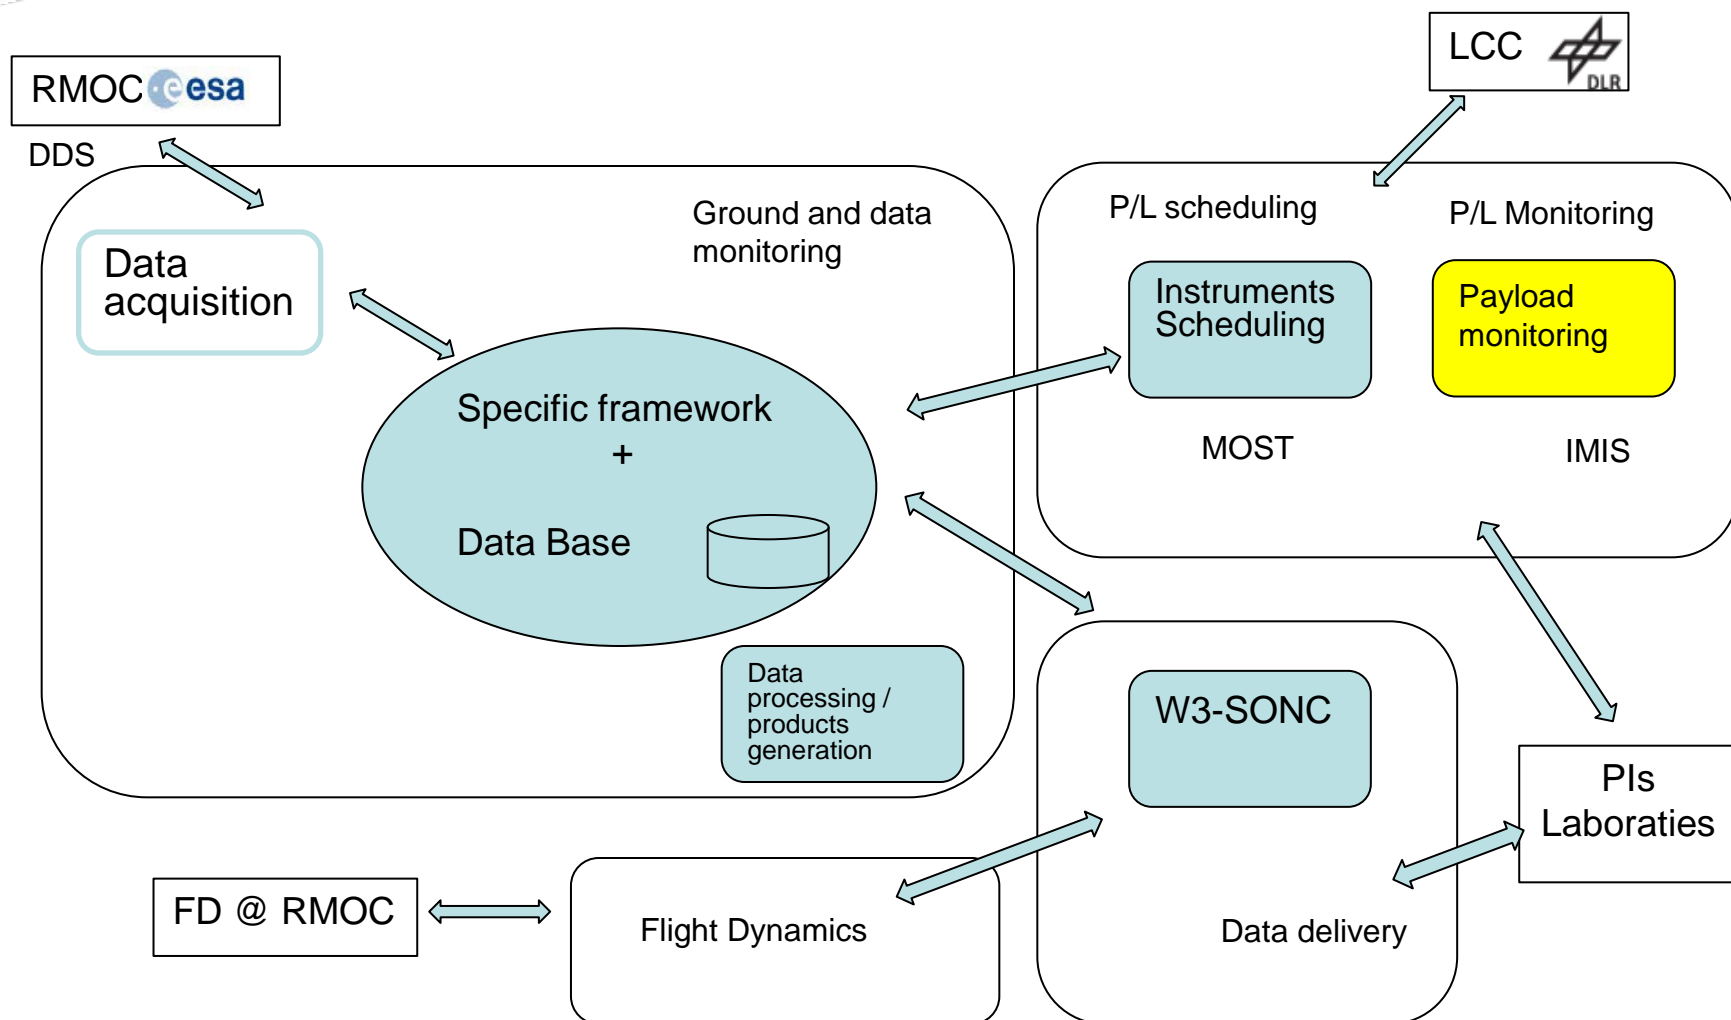 RMOC esa
DDS
LCC
DLR
Ground and data
monitoring
Data
acquisition
Specific framework
+
Data Base
Data
processing /
products
generation
P/L scheduling
P/L Monitoring
Instruments
Scheduling
Payload
monitoring
MOST
IMIS
W3-SONC
PIs
Laboraties
FD @ RMOC
Flight Dynamics
Data delivery